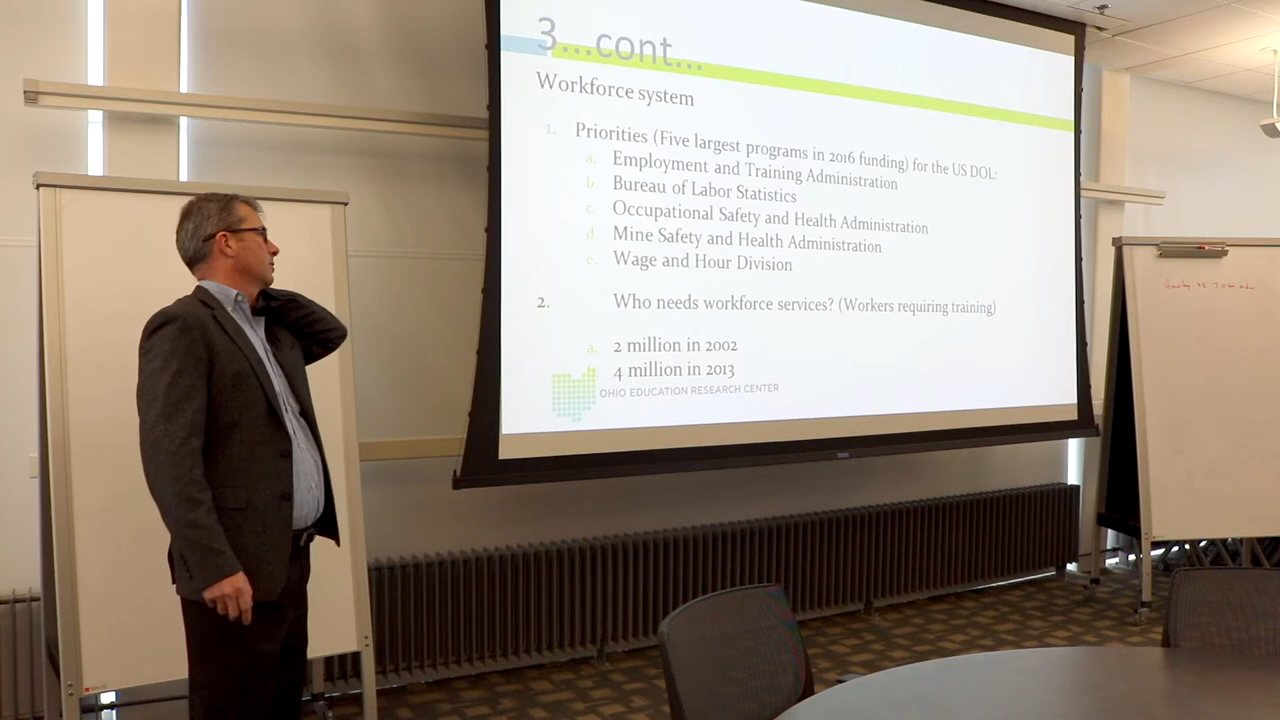 3...cont...
Workforce system
1. Priorities (Five largest programs in 2016 funding) for the US DOL:
a. Employment and Training Administration
b. Bureau of Labor Statistics
c. Occupational Safety and Health Administration
d. Mine Safety and Health Administration
e. Wage and Hour Division
2. Who needs workforce services? (Workers requiring training)
a. 2 million in 2002
b. 4 million in 2013
OHIO EDUCATION RESEARCH CENTER